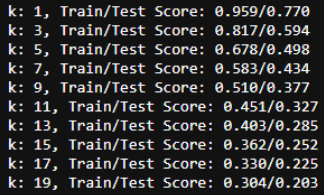 k: 1, Train/Test Score: 0.959/0.770
k: 3, Train/Test Score: 0.817/0.594
k: 5, Train/Test Score: 0.678/0.498
k: 7, Train/Test Score: 0.583/0.434
k: 9, Train/Test Score: 0.510/0.377
k: 11, Train/Test Score: 0.451/0.327
k: 13, Train/Test Score: 0.403/0.285
k: 15, Train/Test Score: 0.362/0.252
k: 17, Train/Test Score: 0.330/0.225
k: 19, Train/Test Score: 0.304/0.203